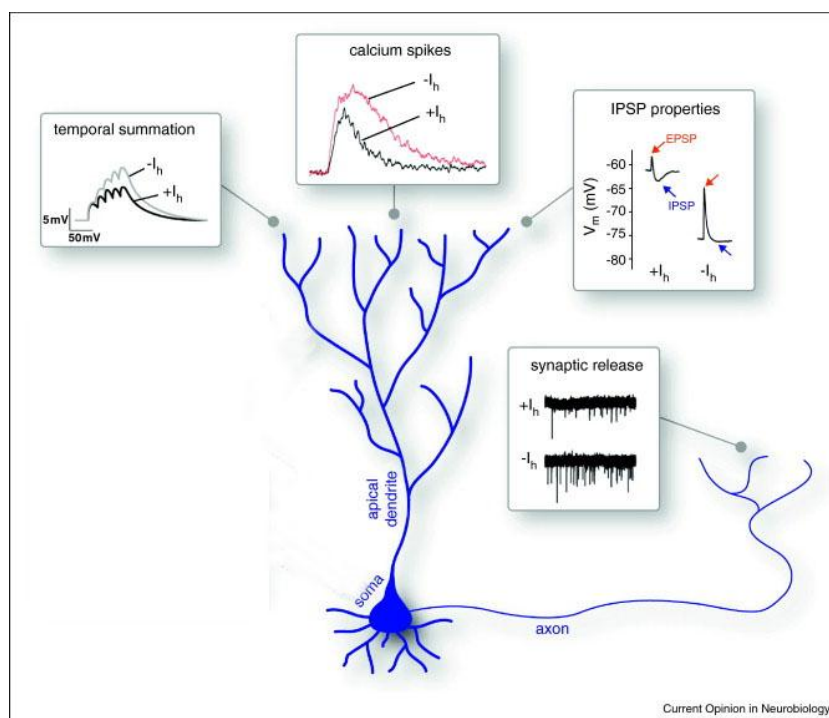 calcium spikes
-Ih
+Ih
temporal summation
-Ih
+Ih
5mV
50mV
IPSP properties
EPSP
-60
-65
-70
-75
-80
Vm (mV)
IPSP
+Ih
-Ih
synaptic release
+Ih
-Ih
apical
dendrite
soma
axon
Current Opinion in Neurobiology